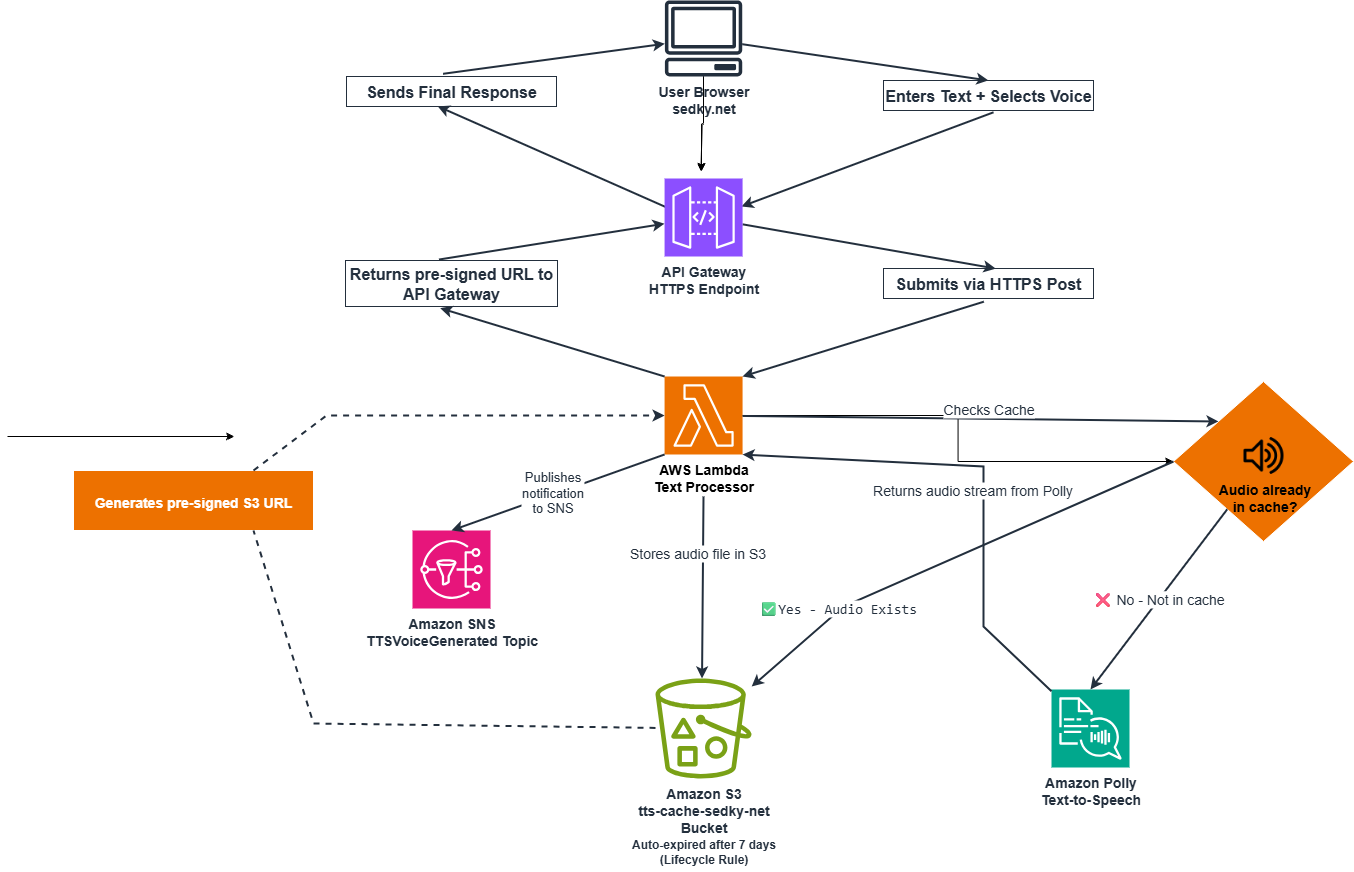 User Browser
sedky.net
Sends Final Response
Enters Text + Selects Voice
</>
API Gateway
HTTPS Endpoint
Returns pre-signed URL to
API Gateway
Submits via HTTPS Post
AWS Lambda
Text Processor
Checks Cache
Audio already
in cache?
Generates pre-signed S3 URL
Publishes
notification
to SNS
Returns audio stream from Polly
Stores audio file in S3
✅Yes - Audio Exists
❌ No - Not in cache
Amazon SNS
TTSVoiceGenerated Topic
Amazon S3
tts-cache-sedky-net
Bucket
Auto-expired after 7 days
(Lifecycle Rule)
Amazon Polly
Text-to-Speech